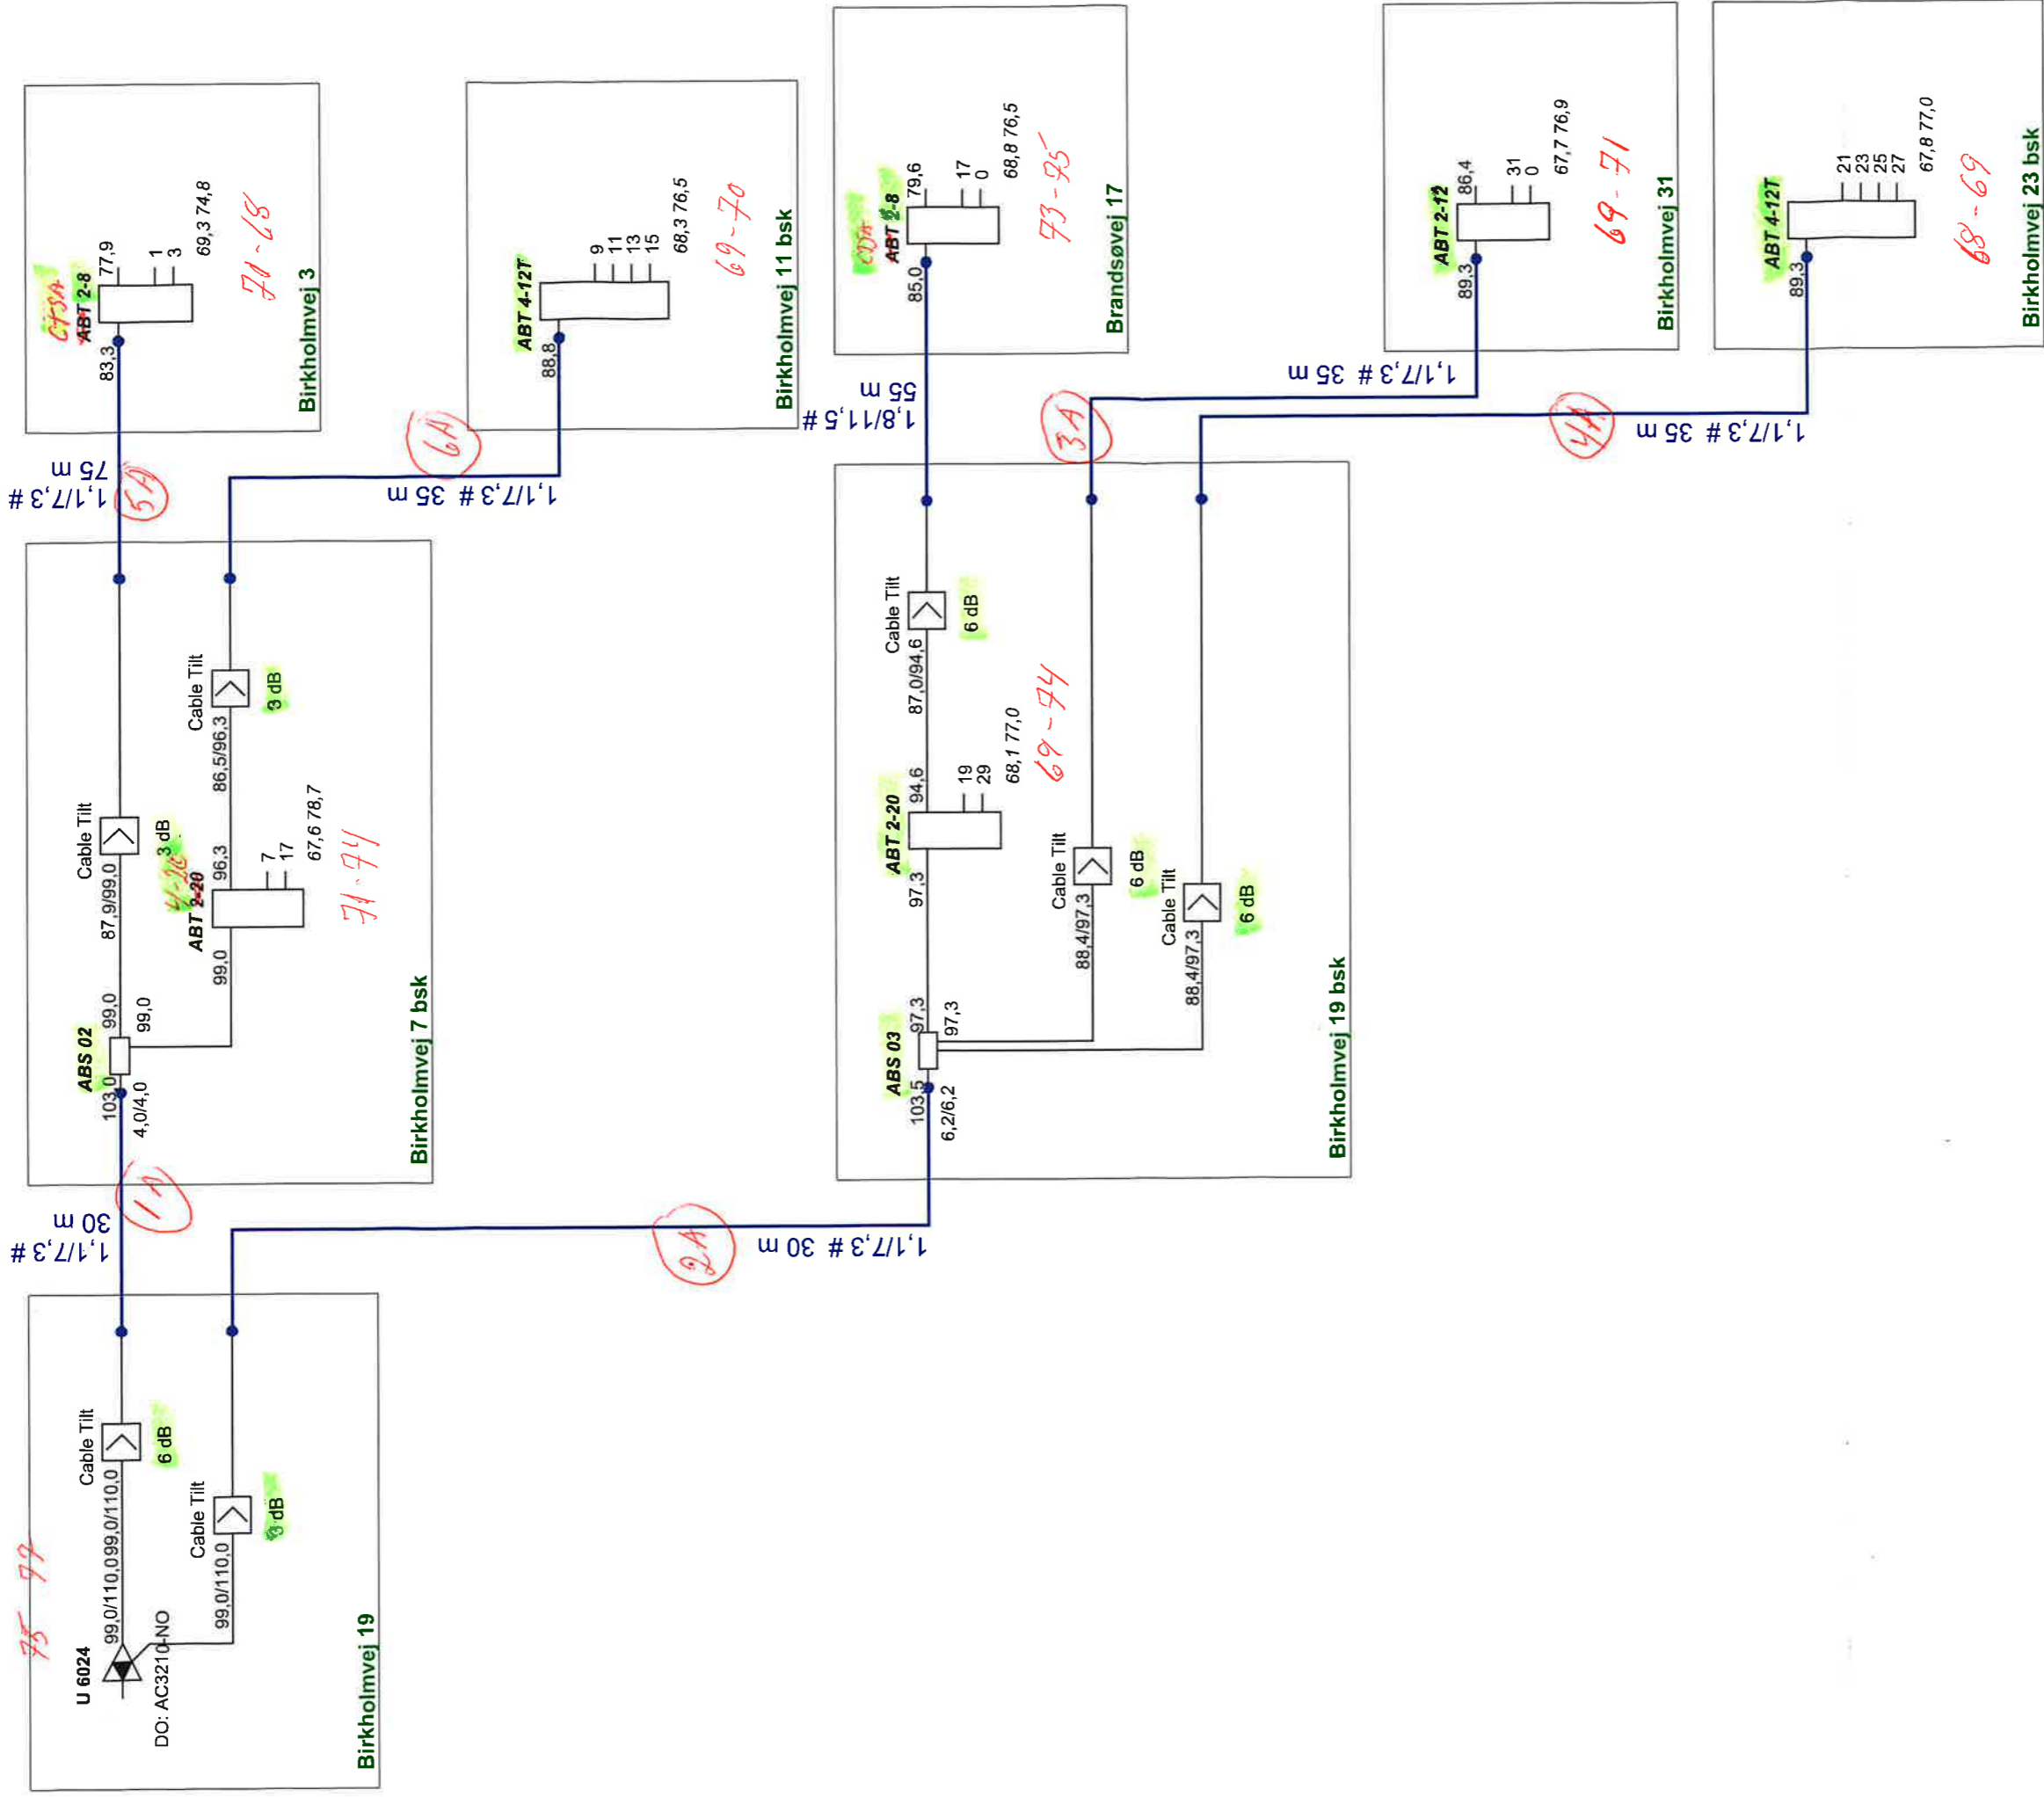 75 77
U 6024
99,0/110,099,0/110,0
Cable Tilt
6 dB
DO: AC3210-NO
99,0/110,0
Cable Tilt
3 dB
Birkholmvej 19
1,1/7,3 #
30 m
1A
2A
1,1/7,3 # 30 m
ABS 02
103,0
99,0
4,0/4,0
99,0
87,9/99,0
Cable Tilt
3 dB
4-20
ABT 2-20
99,0
96,3
7
17
67,6 78,7
71-74
86,5/96,3
Cable Tilt
3 dB
Birkholmvej 7 bsk
1,1/7,3 #
75 m
5A
6A
1,1/7,3 # 35 m
ABT 2-8
83,3
77,9
1
3
69,3 74,8
71-68
Birkholmvej 3
ABT 4-12T
88,8
9
11
13
15
68,3 76,5
69-70
Birkholmvej 11 bsk
ABS 03
103,5
97,3
6,2/6,2
97,3
ABT 2-20
97,3
94,6
19
29
68,1 77,0
69-74
87,0/94,6
Cable Tilt
6 dB
88,4/97,3
Cable Tilt
6 dB
88,4/97,3
Cable Tilt
6 dB
Birkholmvej 19 bsk
1,8/11,5 #
55 m
3A
1,1/7,3 # 35 m
4A
1,1/7,3 # 35 m
ABT 2-8
85,0
79,6
17
0
68,8 76,5
73-75
Brandsøvej 17
ABT 2-12
89,3
86,4
31
0
67,7 76,9
69-71
Birkholmvej 31
ABT 4-12T
89,3
21
23
25
27
67,8 77,0
68-69
Birkholmvej 23 bsk